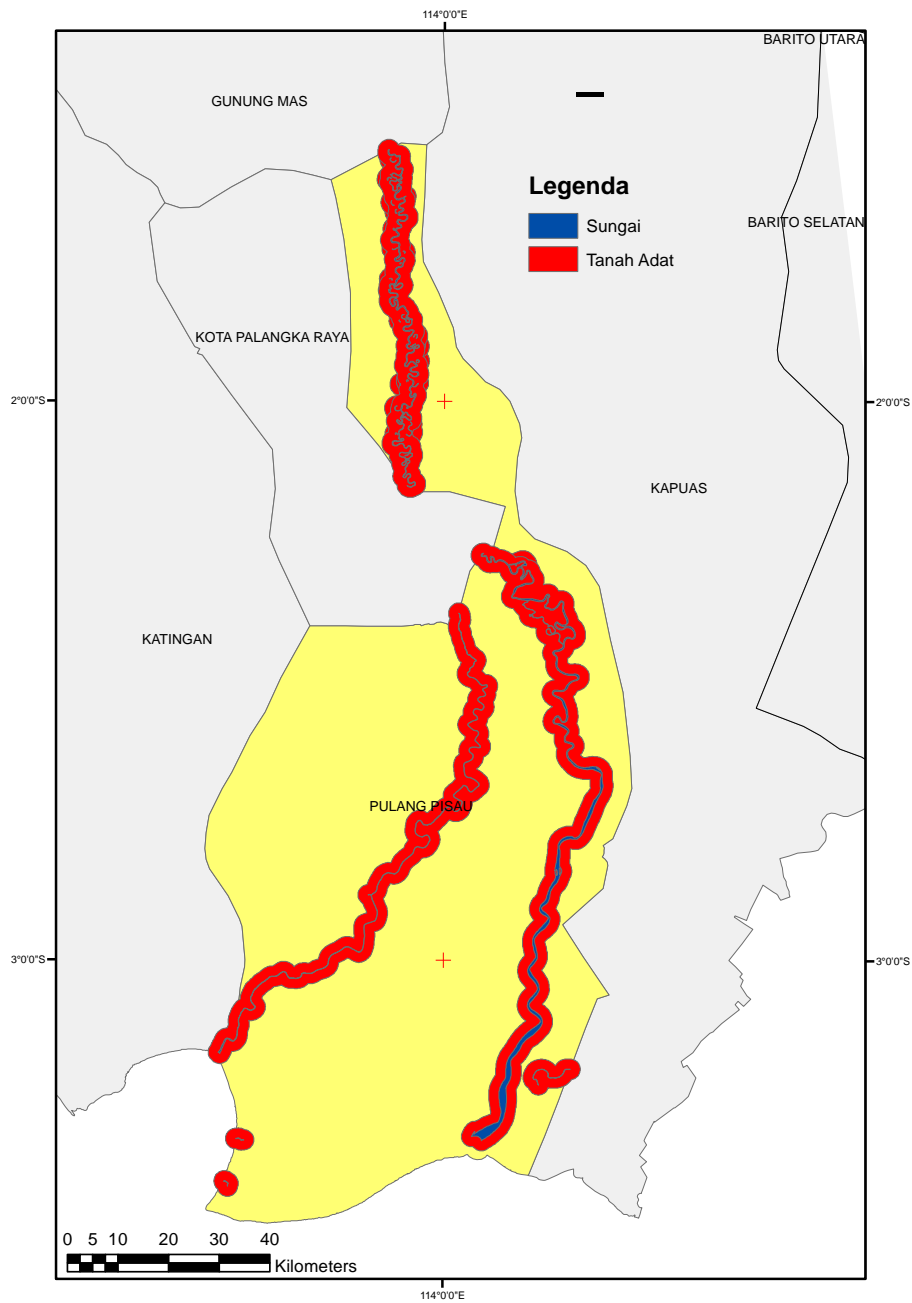 114°0'0"E
BARITO UTARA
GUNUNG MAS
Legenda
Sungai
Tanah Adat
BARITO SELATAN
KOTA PALANGKA RAYA
2°0'0"S
2°0'0"S
KAPUAS
KATINGAN
PULANG PISAU
3°0'0"S
3°0'0"S
0 5 10 20 30 40
Kilometers
114°0'0"E